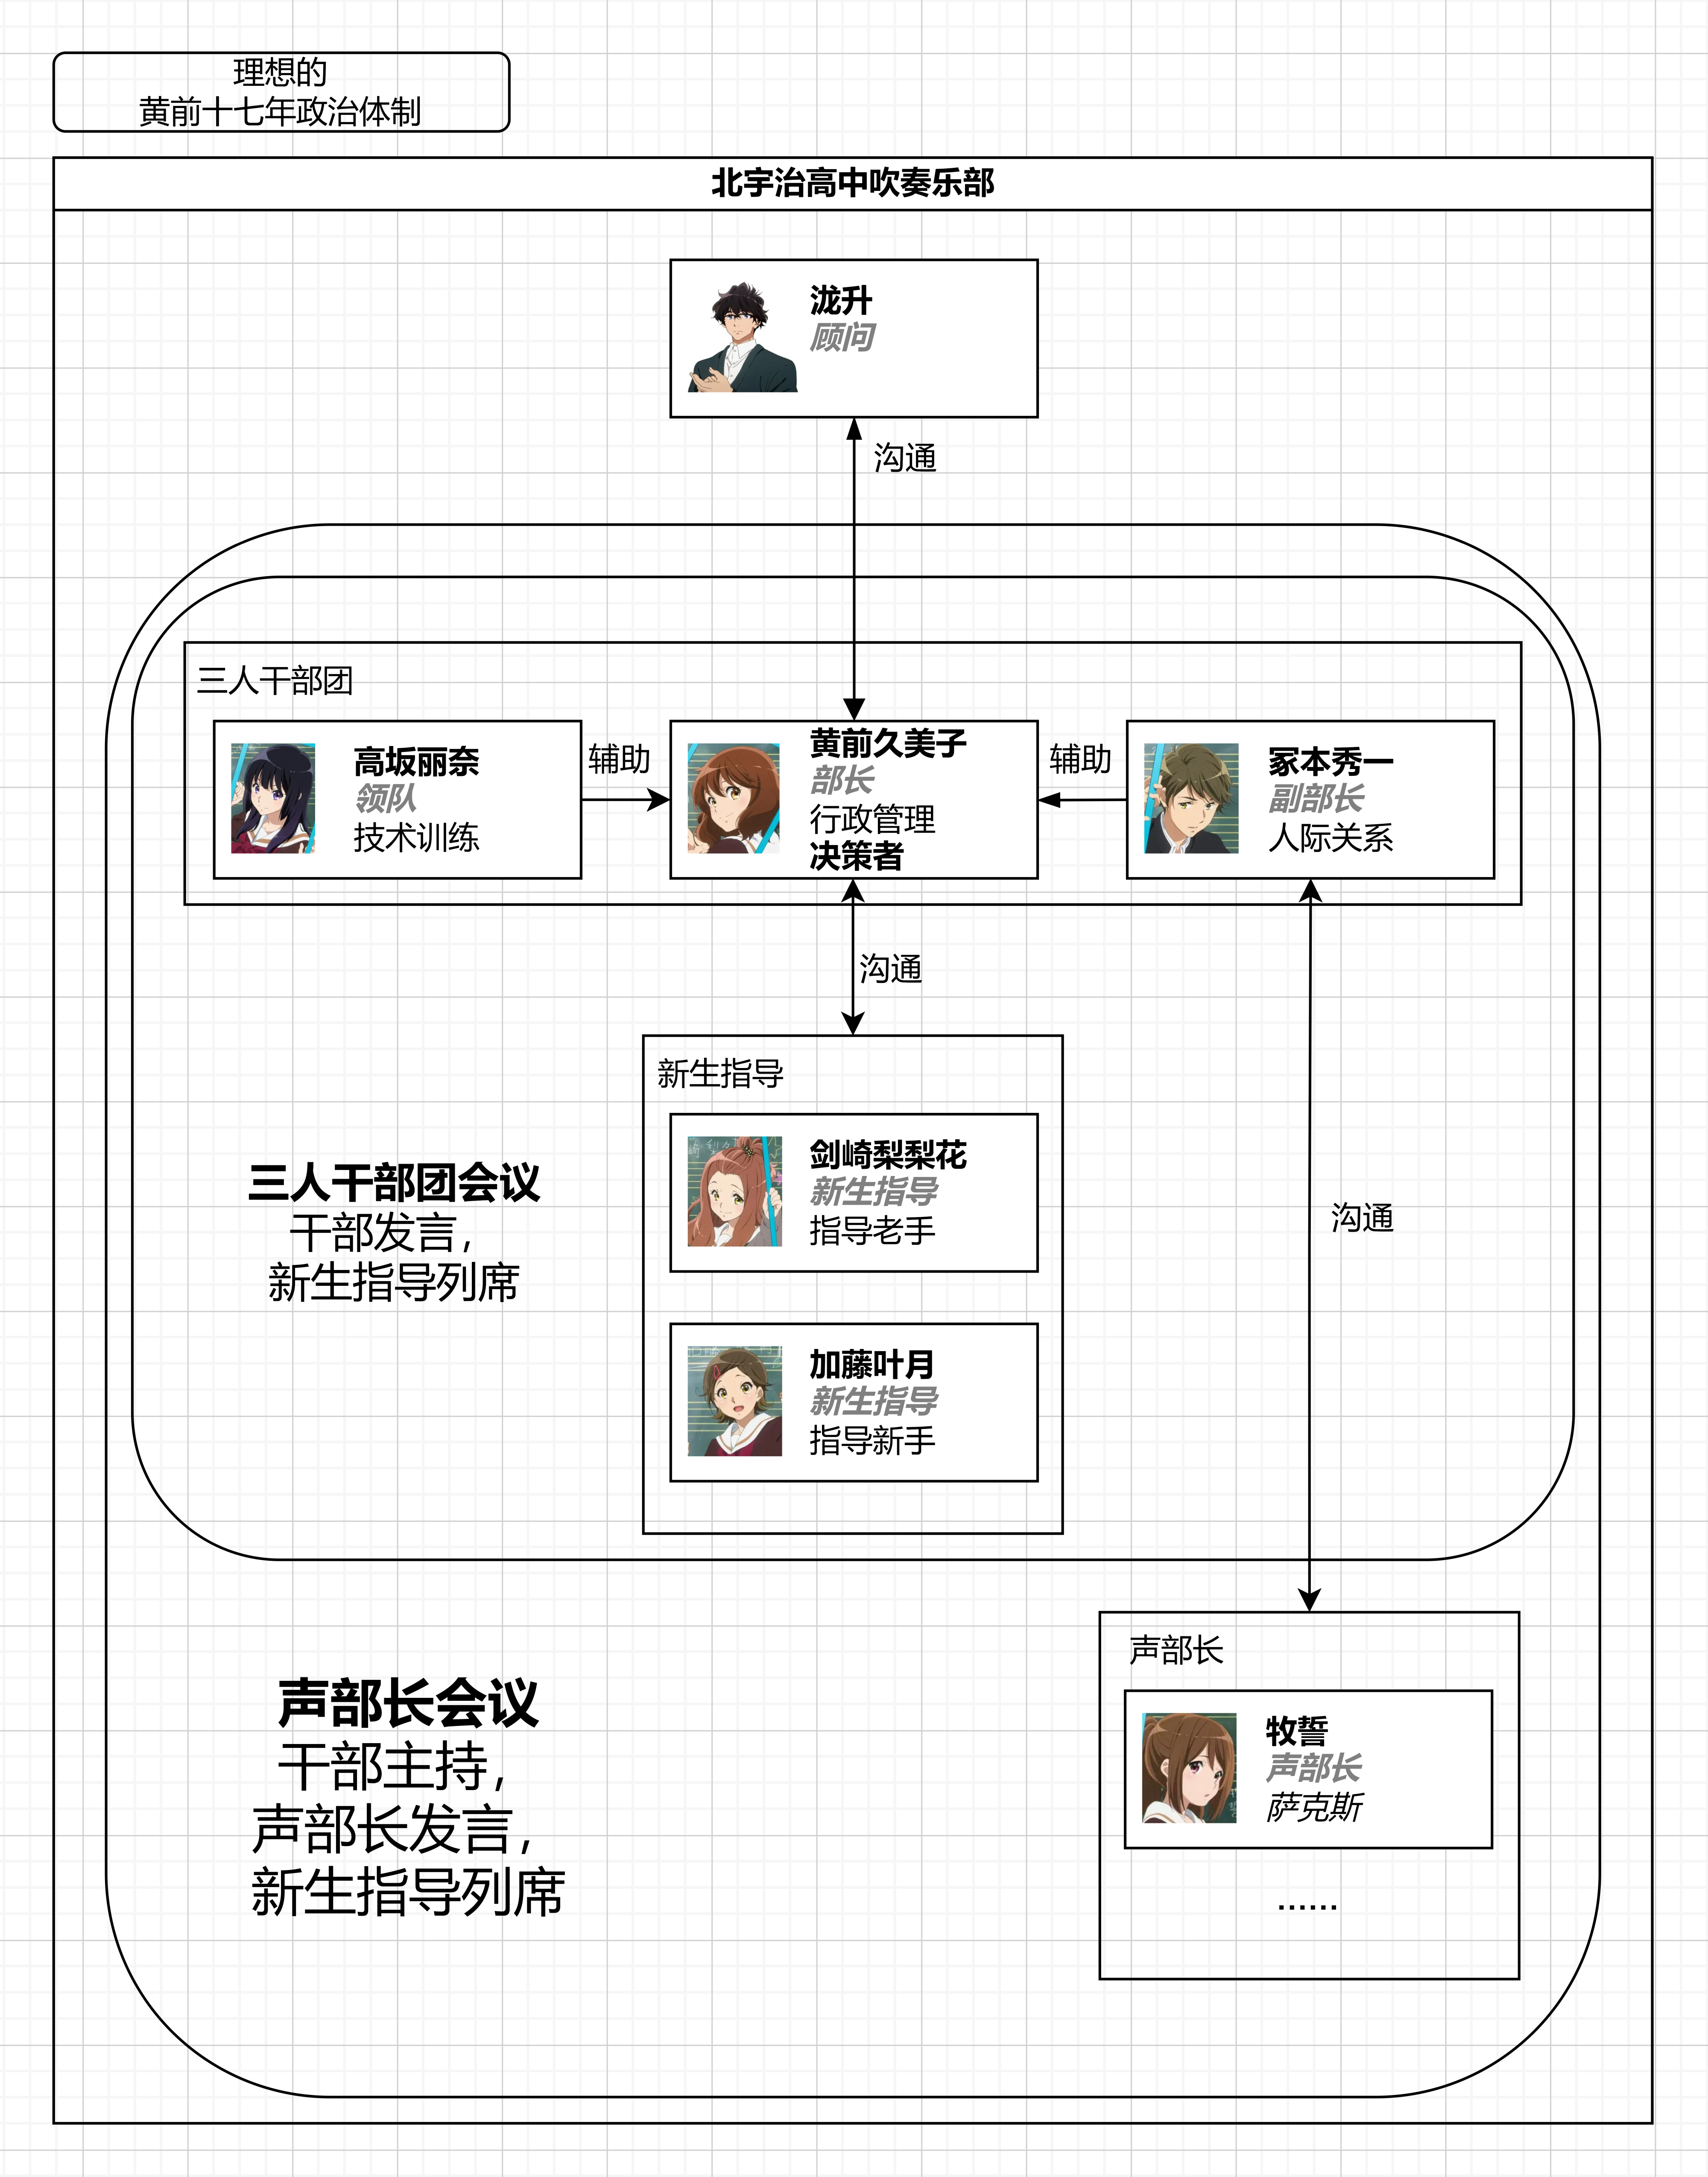 理想的
黄前十七年政治体制
北宇治高中吹奏乐部
泷升
顾问
沟通
三人干部团
高坂丽奈
领队
技术训练
辅助
黄前久美子
部长
行政管理
决策者
辅助
冢本秀一
副部长
人际关系
沟通
新生指导
剑崎梨梨花
新生指导
指导老手
加藤叶月
新生指导
指导新手
三人干部团会议
干部发言，
新生指导列席
沟通
声部长
牧誓
声部长
萨克斯
······
声部长会议
干部主持，
声部长发言，
新生指导列席